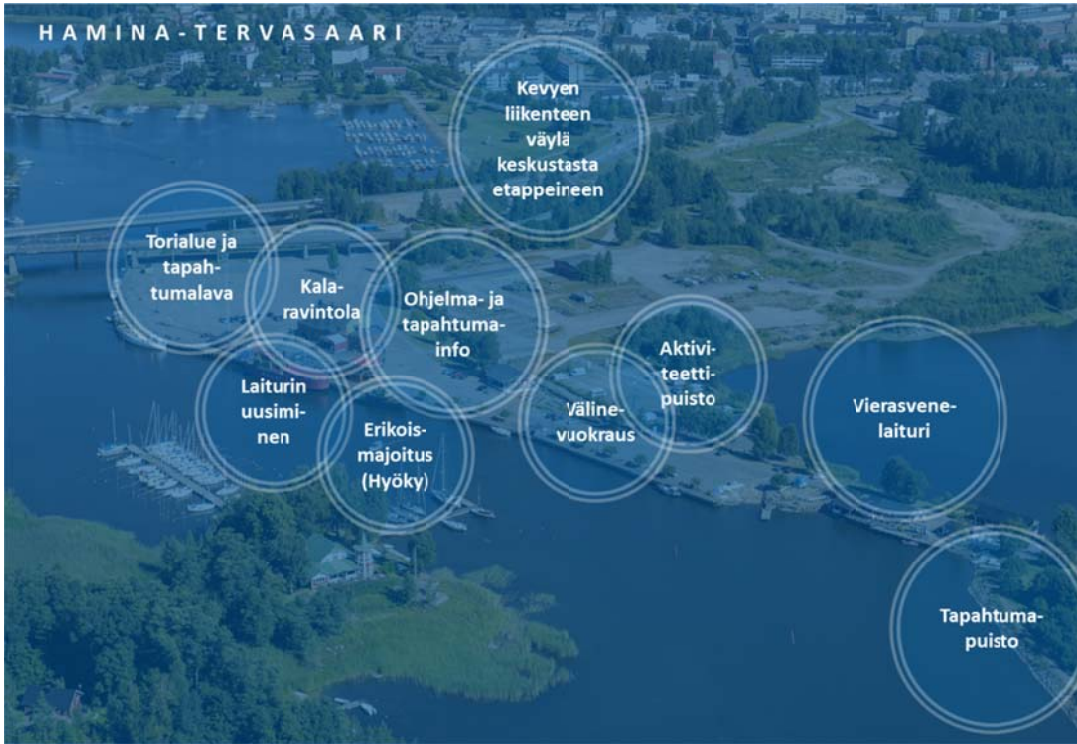 HAMINA-TERVASAARI
Kevyen
liikenteen
väylä
keskustasta
etappeineen
Torialue ja
tapah-
tumalava
Kala-
ravintola
Ohjelma- ja
tapahtuma-
info
Laiturin
uusimi-
nen
Erikois-
majoitus
(Hyöky)
Väline-
vuokraus
Aktivi-
teetti-
puisto
Vierasvene-
laituri
Tapahtuma-
puisto